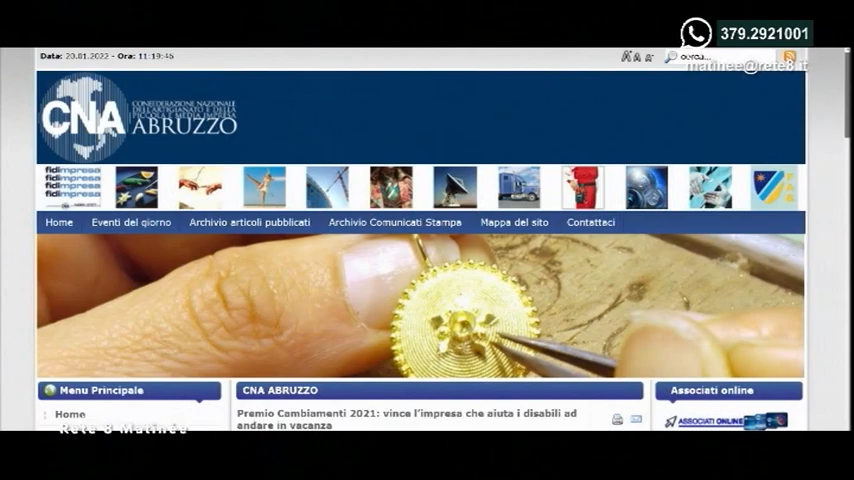 379.2921001
Data: 20.01.2022 - Ora: 11:19:46
A A A
cerca...
matinee@rete8.it
CNA
CONFEDERAZIONE NAZIONALE
DELL'ARTIGIANATO E DELLA
PICCOLA E MEDIA IMPRESA
ABRUZZO
fidimpresa
fidimpresa
fidimpresa
fidimpresa
Home Eventi del giorno Archivio articoli pubblicati Archivio Comunicati Stampa Mappa del sito Contattaci
Menu Principale
CNA ABRUZZO
Associati online
Home
Premio Cambiamenti 2021: vince l'impresa che aiuta i disabili ad
andare in vacanza
ASSOCIATI ONLINE
Rete 8 Matinée